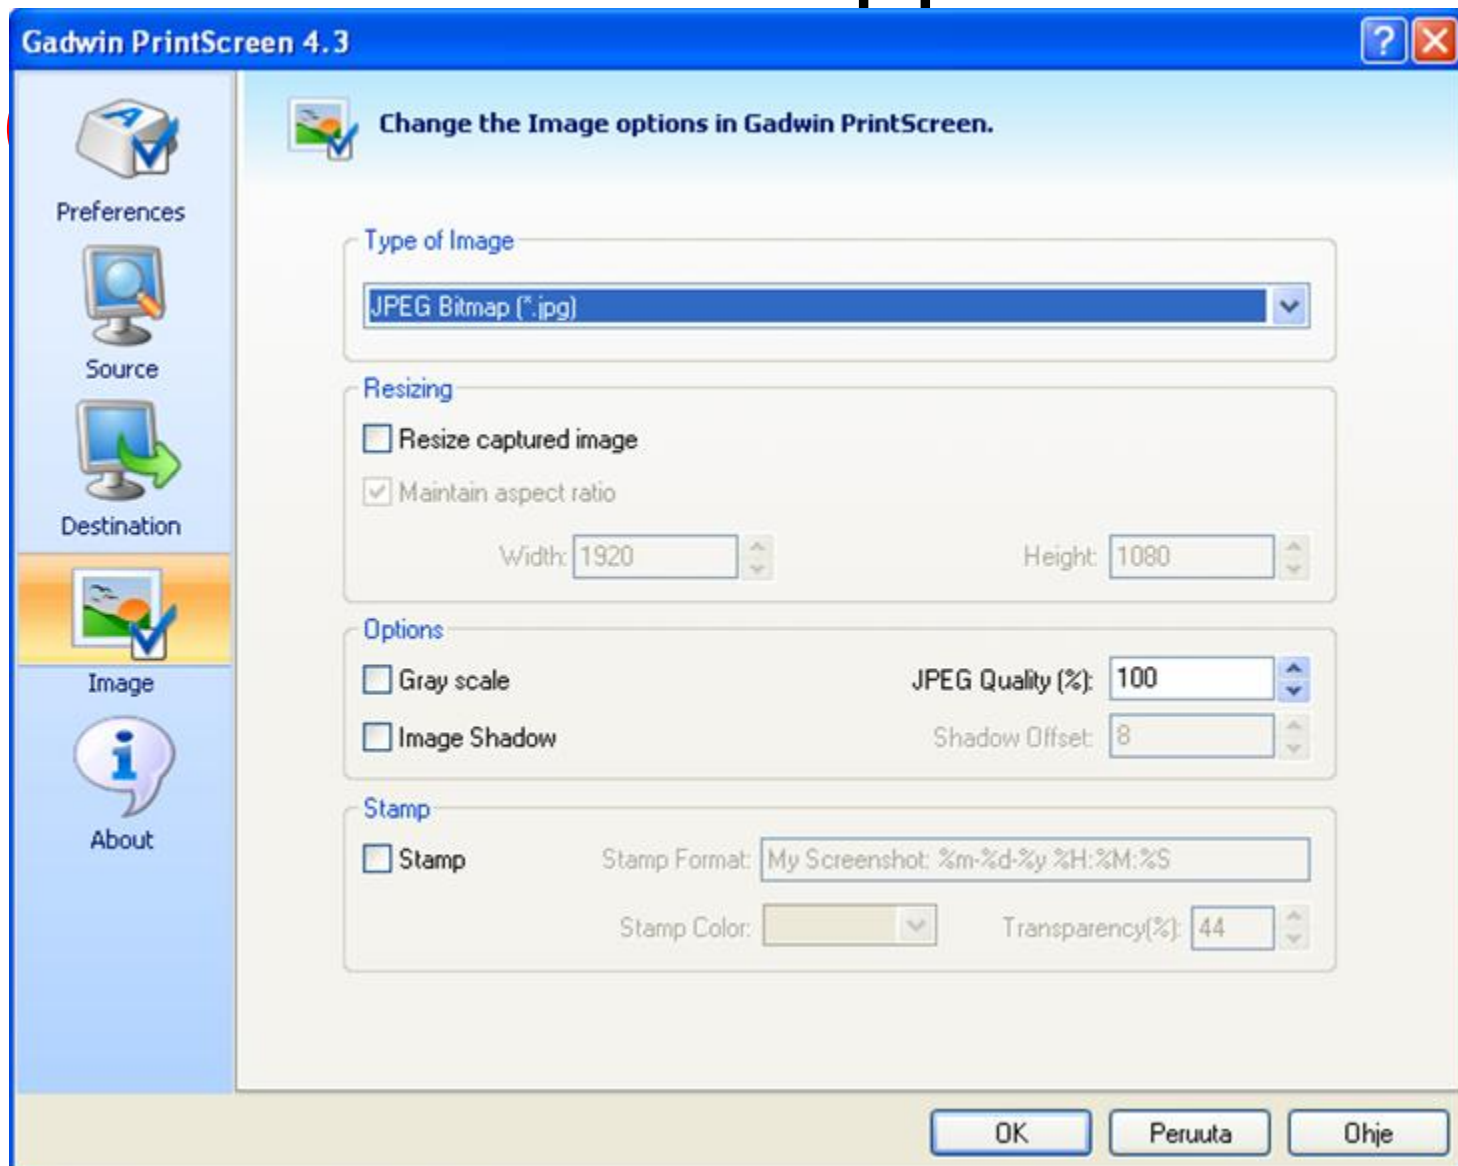 Gadwin PrintScreen 4.3
Change the Image options in Gadwin PrintScreen.
Preferences
Source
Destination
Image
About
Type of Image
JPEG Bitmap (*.jpg)
Resizing
Resize captured image
Maintain aspect ratio
Width: 1920 Height: 1080
Options
Gray scale JPEG Quality (%): 100
Image Shadow Shadow Offset: 8
Stamp
Stamp Stamp Format: My Screenshot: %m-%d-%y %H:%M:%S
Stamp Color: Transparency(%): 44
OK Peruuta Ohje